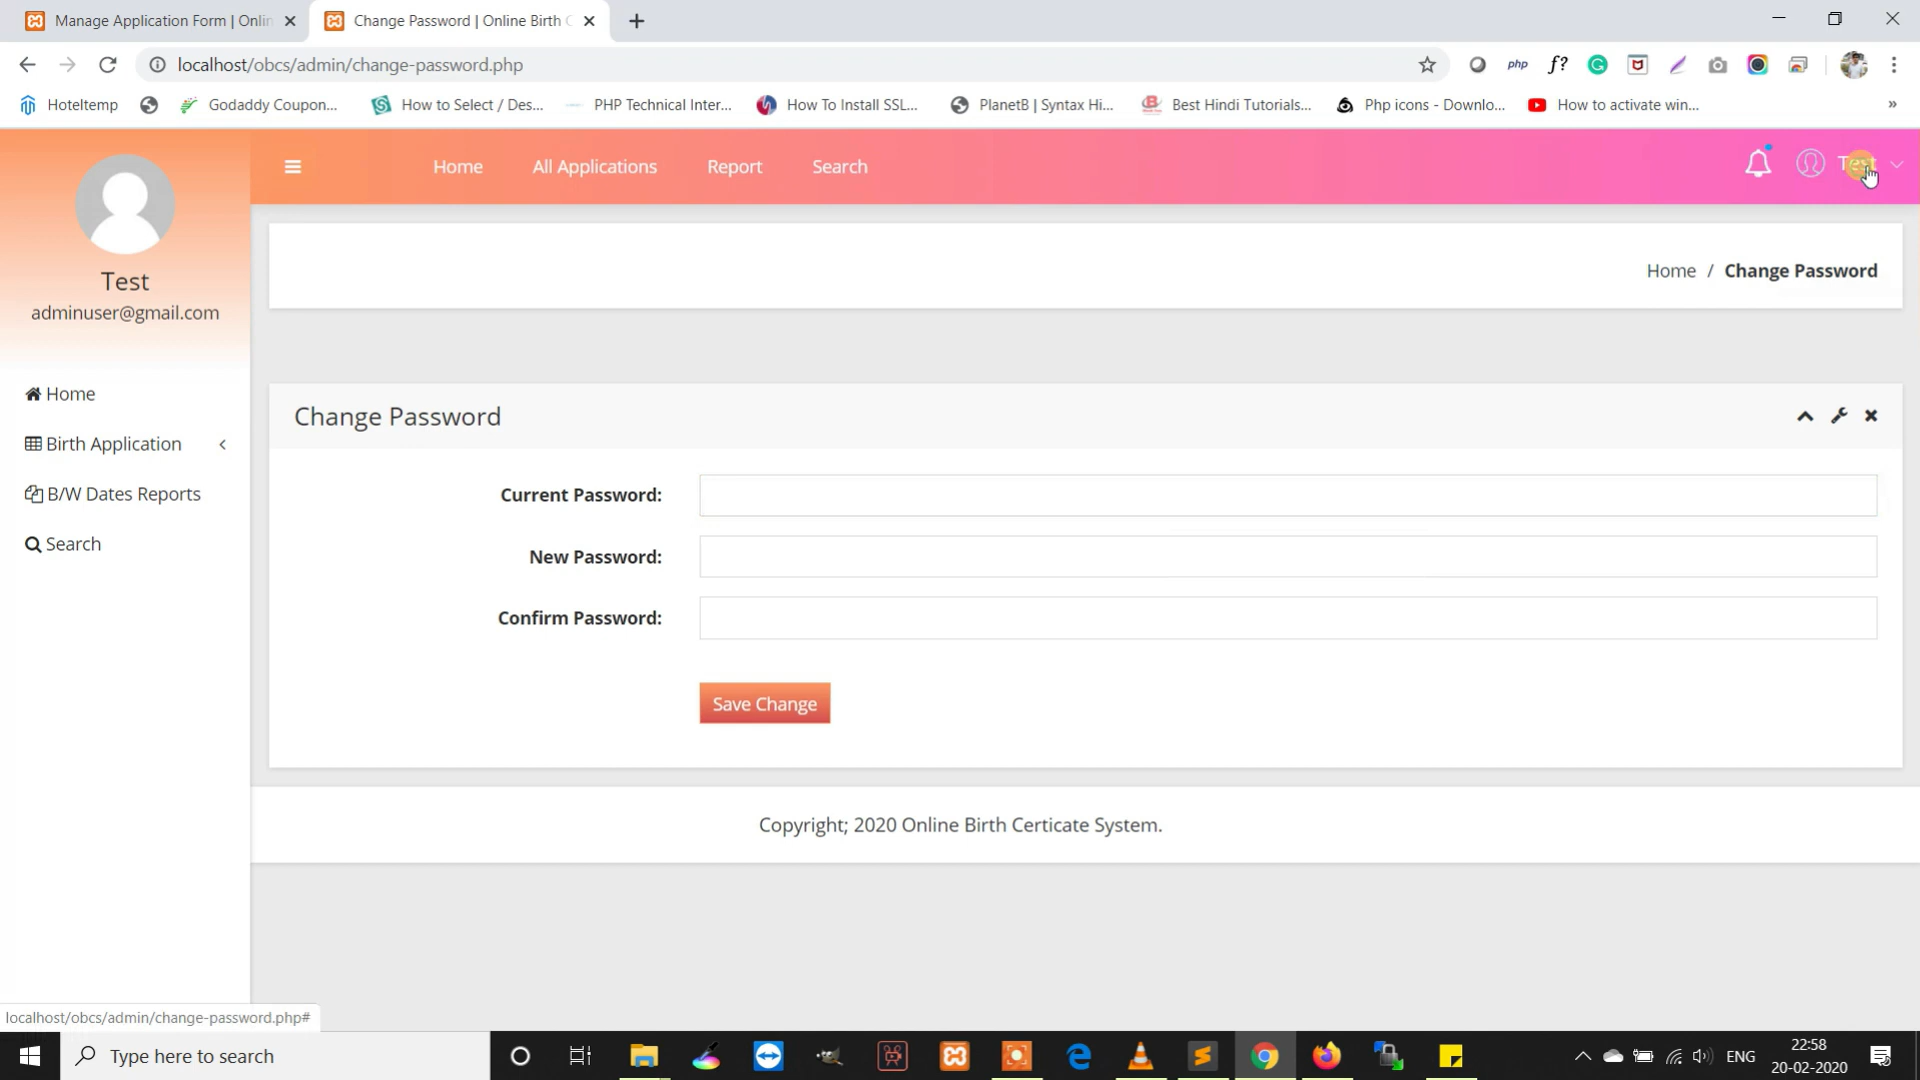 Manage Application Form | Onlin
Change Password | Online Birth C
localhost/obcs/admin/change-password.php
php
f?
Hoteltemp
Godaddy Coupon...
How to Select / Des...
PHP Technical Inter...
How To Install SSL...
PlanetB | Syntax Hi...
Best Hindi Tutorials...
Php icons - Downlo...
How to activate win...
»
Home
All Applications
Report
Search
Test
Test
adminuser@gmail.com
Home / Change Password
Home
Birth Application
B/W Dates Reports
Search
Change Password
Current Password:
New Password:
Confirm Password:
Save Change
Copyright; 2020 Online Birth Certicate System.
localhost/obcs/admin/change-password.php#
Type here to search
ENG
22:58
20-02-2020